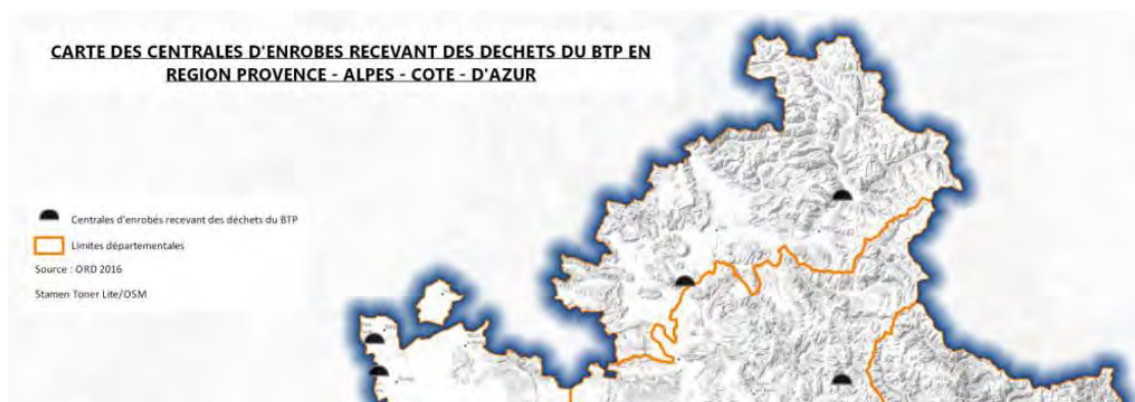 CARTE DES CENTRALES D'ENROBES RECEVANT DES DECHETS DU BTP EN
REGION PROVENCE - ALPES - COTE - D'AZUR
Centrales d'enrobés recevant des déchets du BTP
Limites départementales
Source : ORD 2016
Stamen Toner Lite/OSM